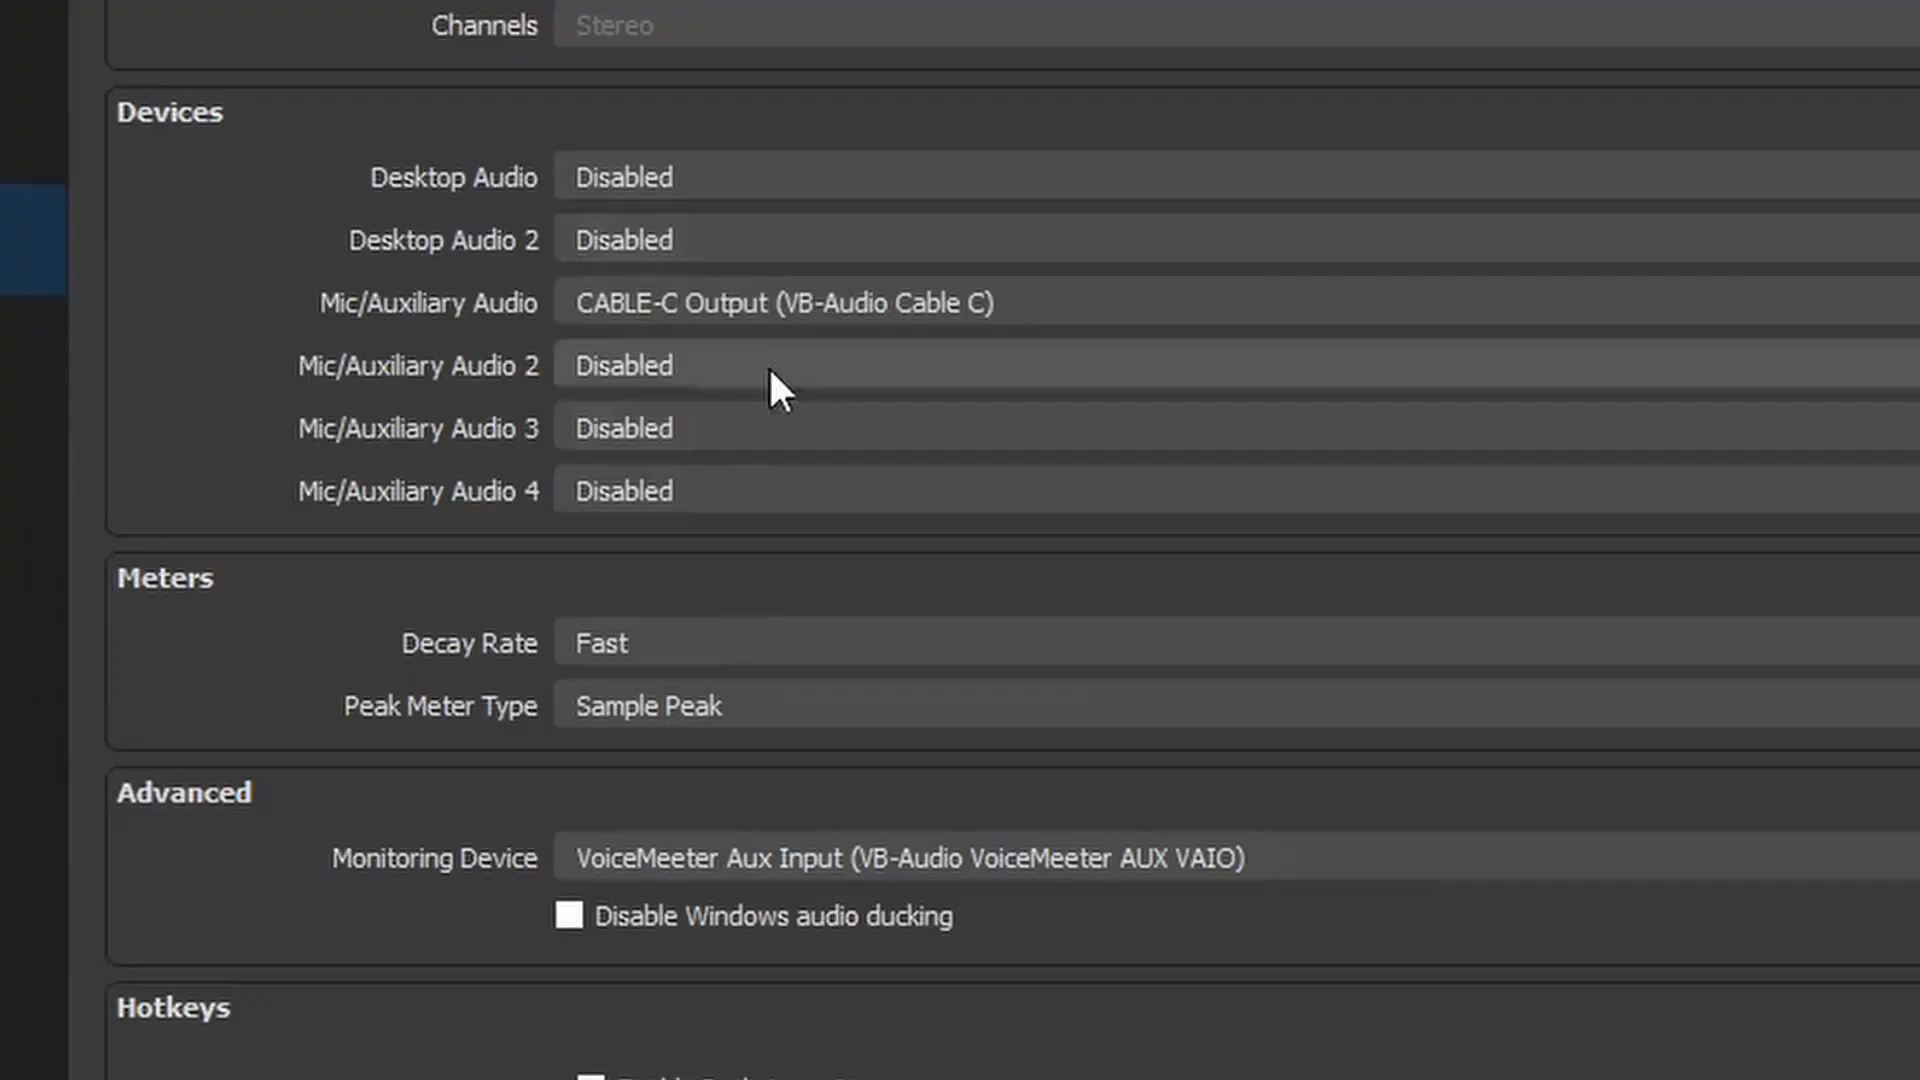 Channels Stereo
Devices
Desktop Audio Disabled
Desktop Audio 2 Disabled
Mic/Auxiliary Audio CABLE-C Output (VB-Audio Cable C)
Mic/Auxiliary Audio 2 Disabled
Mic/Auxiliary Audio 3 Disabled
Mic/Auxiliary Audio 4 Disabled
Meters
Decay Rate Fast
Peak Meter Type Sample Peak
Advanced
Monitoring Device VoiceMeeter Aux Input (VB-Audio VoiceMeeter AUX VAIO)
Disable Windows audio ducking
Hotkeys